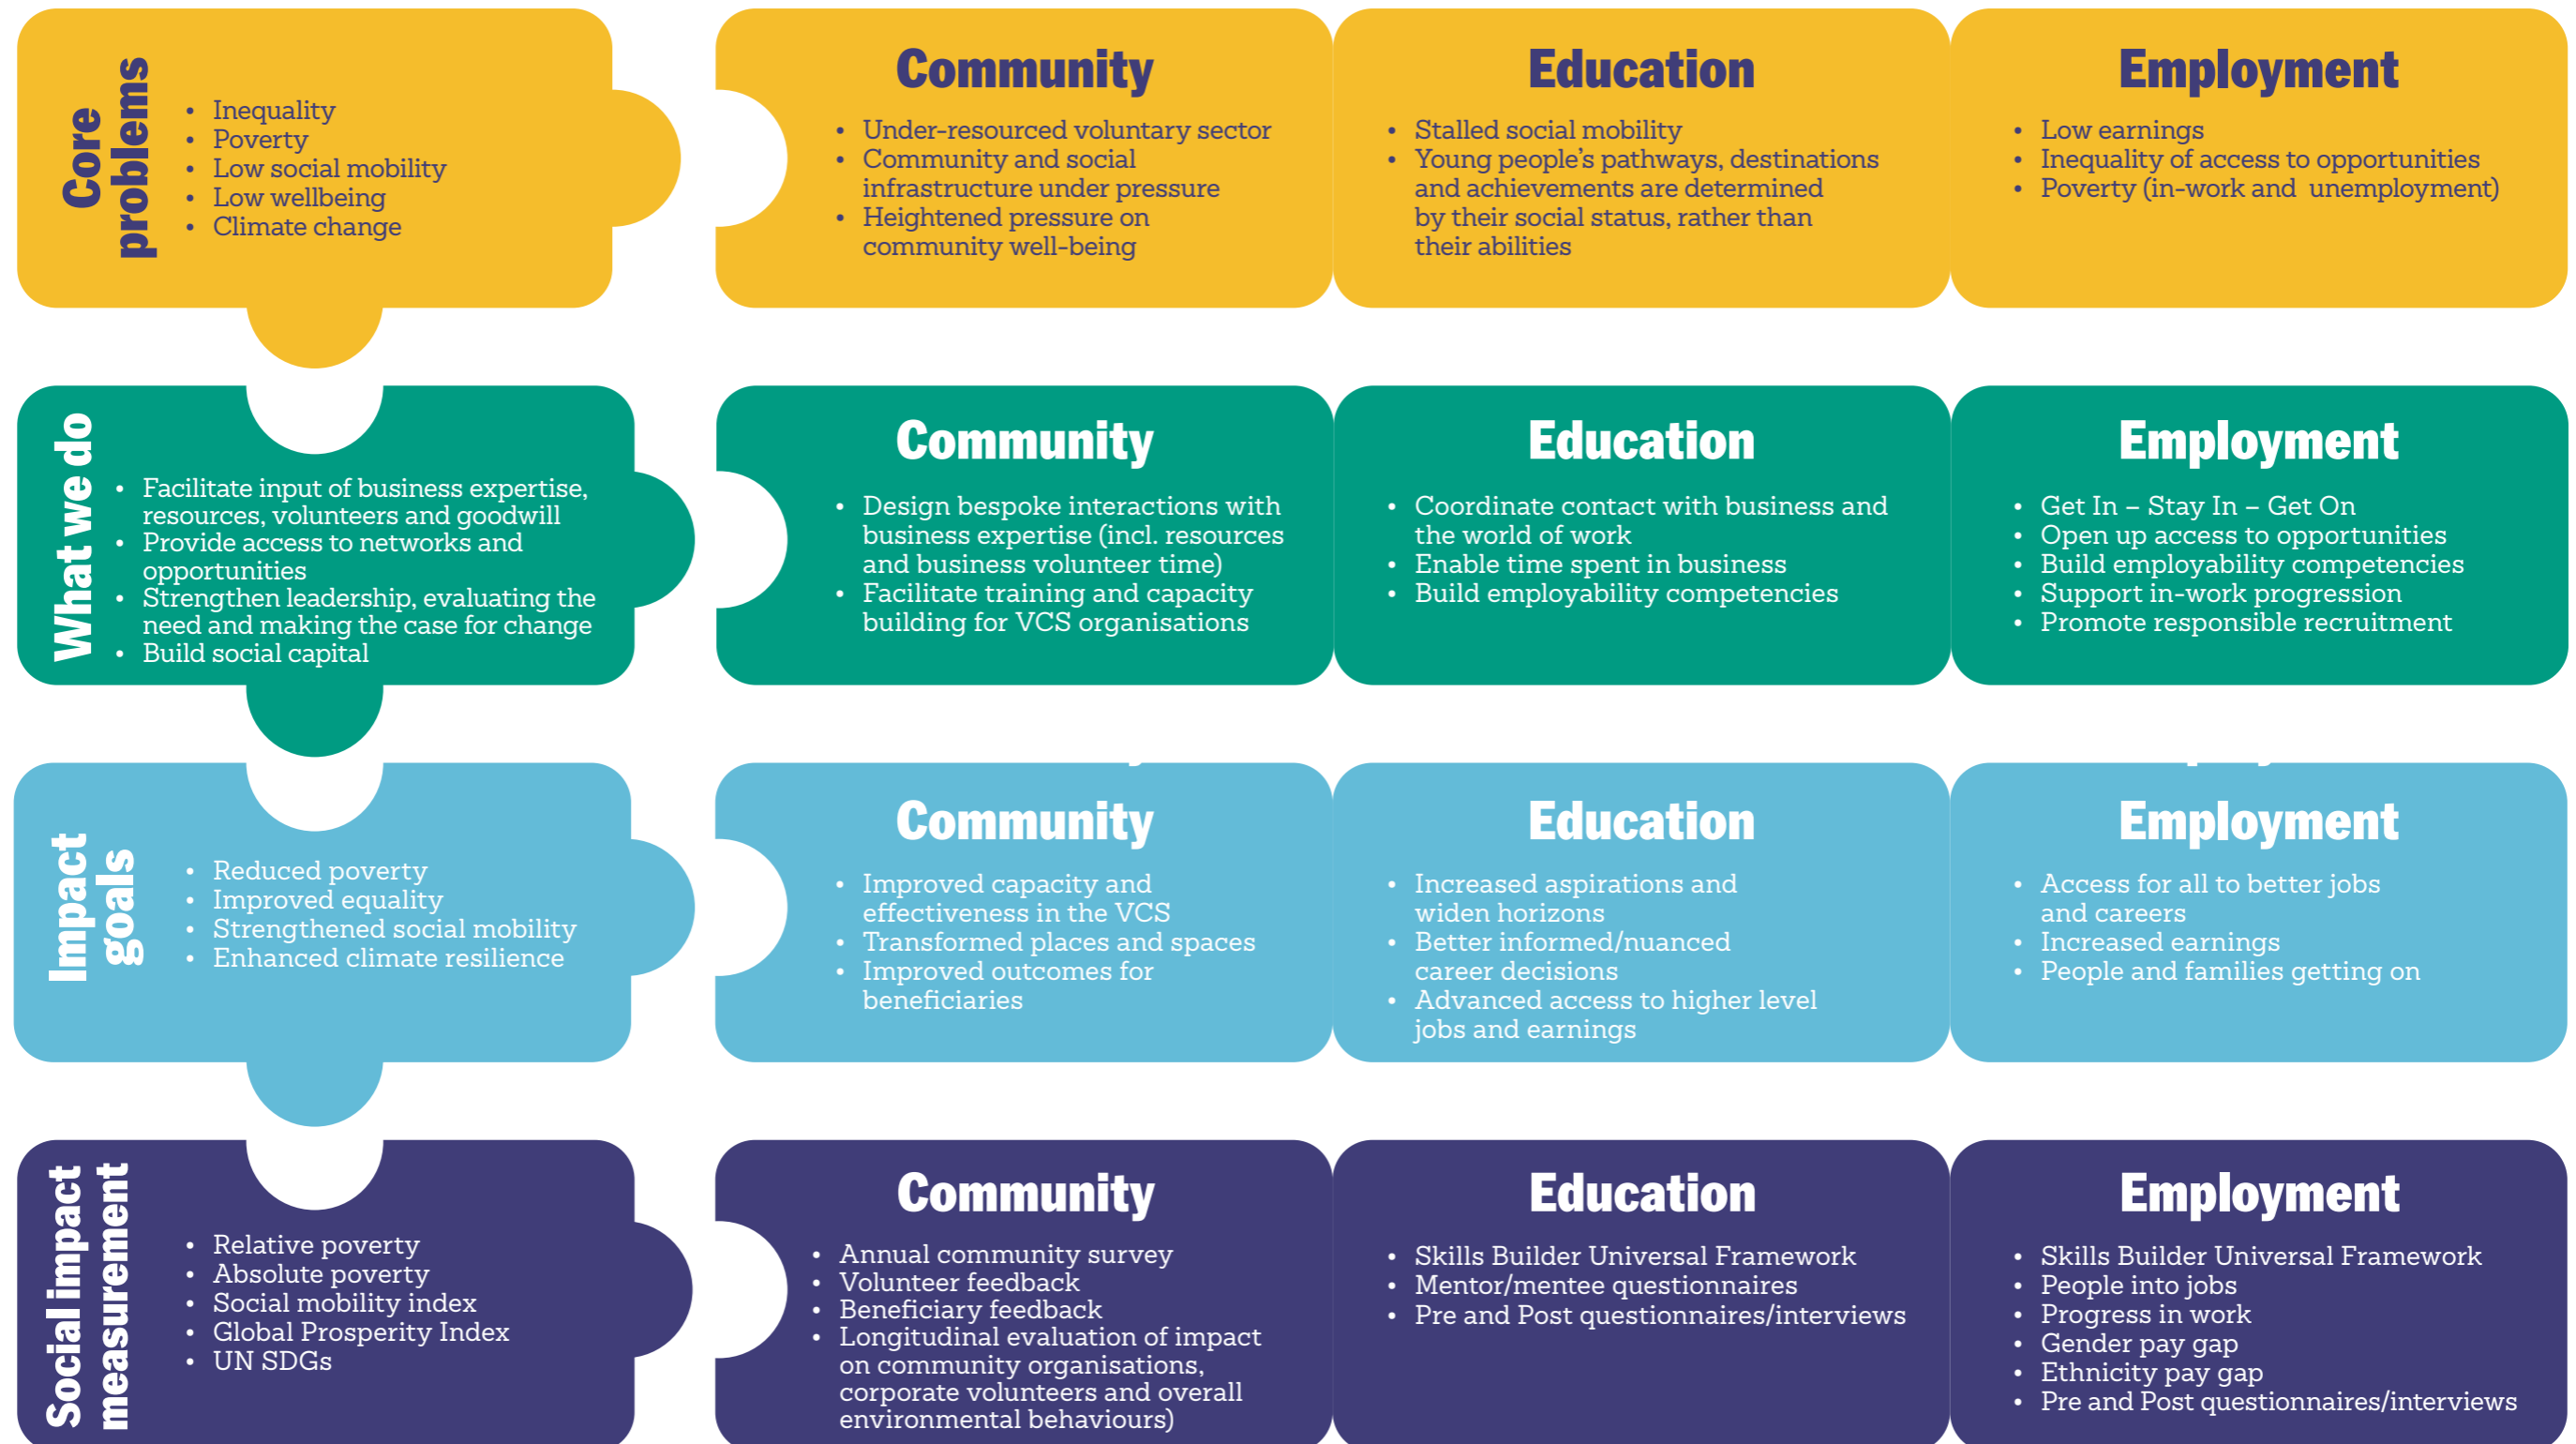 Core
problems
• Inequality
• Poverty
• Low social mobility
• Low wellbeing
• Climate change
Community
• Under-resourced voluntary sector
• Community and social
infrastructure under pressure
• Heightened pressure on
community well-being
Education
• Stalled social mobility
• Young people’s pathways, destinations
and achievements are determined
by their social status, rather than
their abilities
Employment
• Low earnings
• Inequality of access to opportunities
• Poverty (in-work and unemployment)
What we do
• Facilitate input of business expertise,
resources, volunteers and goodwill
• Provide access to networks and
opportunities
• Strengthen leadership, evaluating the
need and making the case for change
• Build social capital
Community
• Design bespoke interactions with
business expertise (incl. resources
and business volunteer time)
• Facilitate training and capacity
building for VCS organisations
Education
• Coordinate contact with business and
the world of work
• Enable time spent in business
• Build employability competencies
Employment
• Get In – Stay In – Get On
• Open up access to opportunities
• Build employability competencies
• Support in-work progression
• Promote responsible recruitment
Impact
goals
• Reduced poverty
• Improved equality
• Strengthened social mobility
• Enhanced climate resilience
Community
• Improved capacity and
effectiveness in the VCS
• Transformed places and spaces
• Improved outcomes for
beneficiaries
Education
• Increased aspirations and
widen horizons
• Better informed/nuanced
career decisions
• Advanced access to higher level
jobs and earnings
Employment
• Access for all to better jobs
and careers
• Increased earnings
• People and families getting on
Social impact
measurement
• Relative poverty
• Absolute poverty
• Social mobility index
• Global Prosperity Index
• UN SDGs
Community
• Annual community survey
• Volunteer feedback
• Beneficiary feedback
• Longitudinal evaluation of impact
on community organisations,
corporate volunteers and overall
environmental behaviours)
Education
• Skills Builder Universal Framework
• Mentor/mentee questionnaires
• Pre and Post questionnaires/interviews
Employment
• Skills Builder Universal Framework
• People into jobs
• Progress in work
• Gender pay gap
• Ethnicity pay gap
• Pre and Post questionnaires/interviews